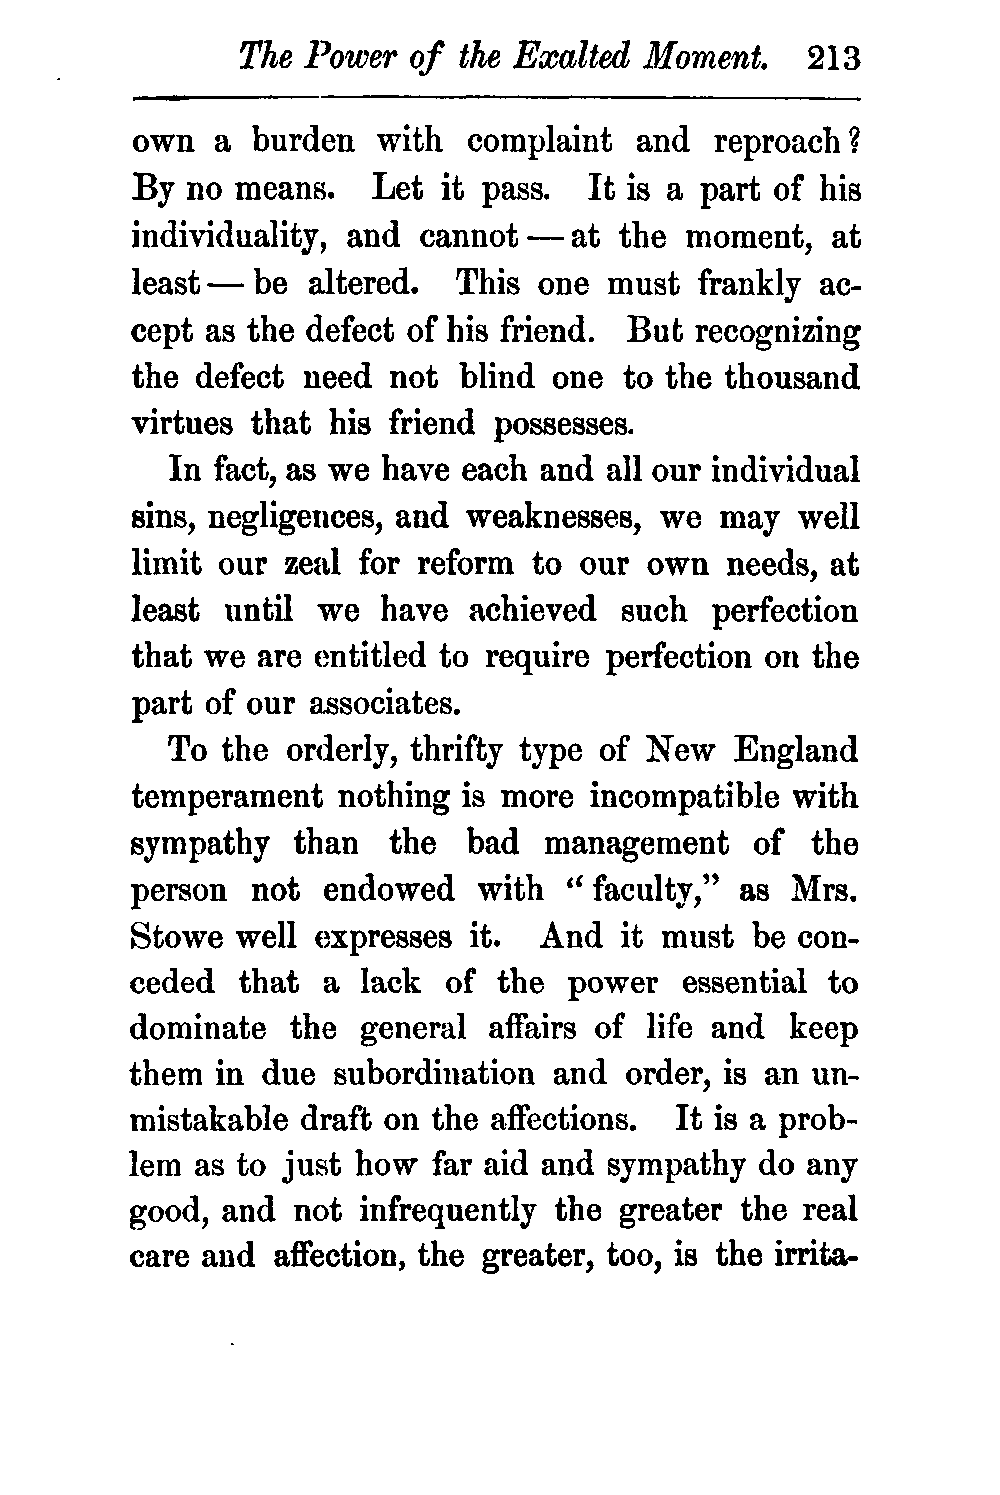 The Power of the Exalted Moment. 213
own a burden with complaint and reproach?
By no means. Let it pass. It is a part of his
individuality, and cannot — at the moment, at
least — be altered. This one must frankly ac-
cept as the defect of his friend. But recognizing
the defect need not blind one to the thousand
virtues that his friend possesses.
In fact, as we have each and all our individual
sins, negligences, and weaknesses, we may well
limit our zeal for reform to our own needs, at
least until we have achieved such perfection
that we are entitled to require perfection on the
part of our associates.
To the orderly, thrifty type of New England
temperament nothing is more incompatible with
sympathy than the bad management of the
person not endowed with “ faculty,” as Mrs.
Stowe well expresses it. And it must be con-
ceded that a lack of the power essential to
dominate the general affairs of life and keep
them in due subordination and order, is an un-
mistakable draft on the affections. It is a prob-
lem as to just how far aid and sympathy do any
good, and not infrequently the greater the real
care and affection, the greater, too, is the irrita-